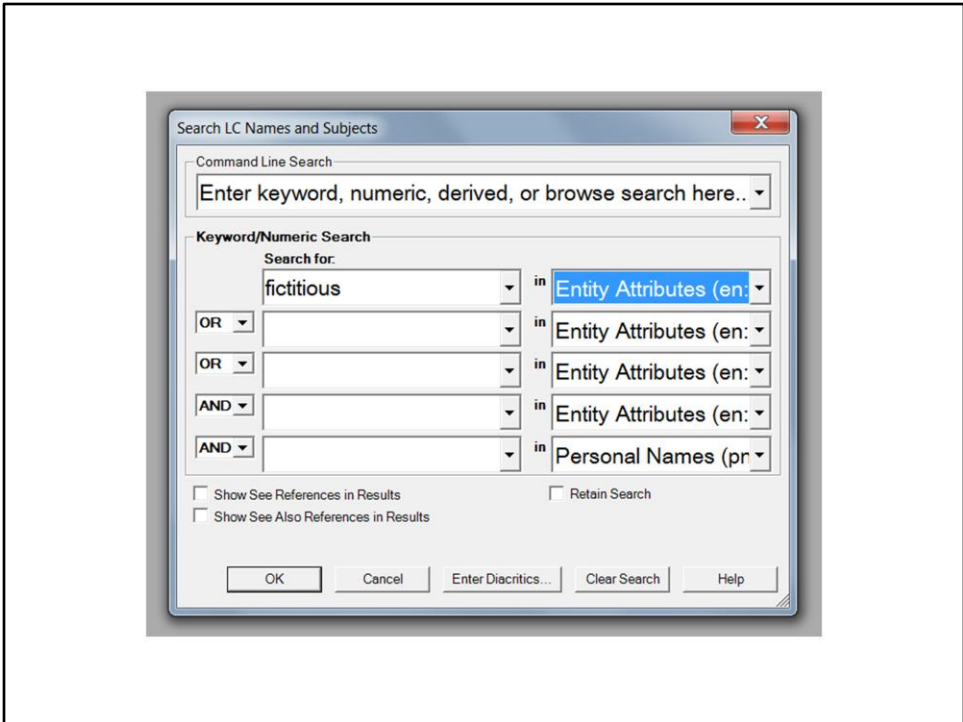 Search LC Names and Subjects
X
Command Line Search
Enter keyword, numeric, derived, or browse search here..
Keyword/Numeric Search
Search for:
fictitious in Entity Attributes (en:
OR in Entity Attributes (en:
OR in Entity Attributes (en:
AND in Entity Attributes (en:
AND in Personal Names (pn
Show See References in Results Retain Search
Show See Also References in Results
OK Cancel Enter Diacritics... Clear Search Help